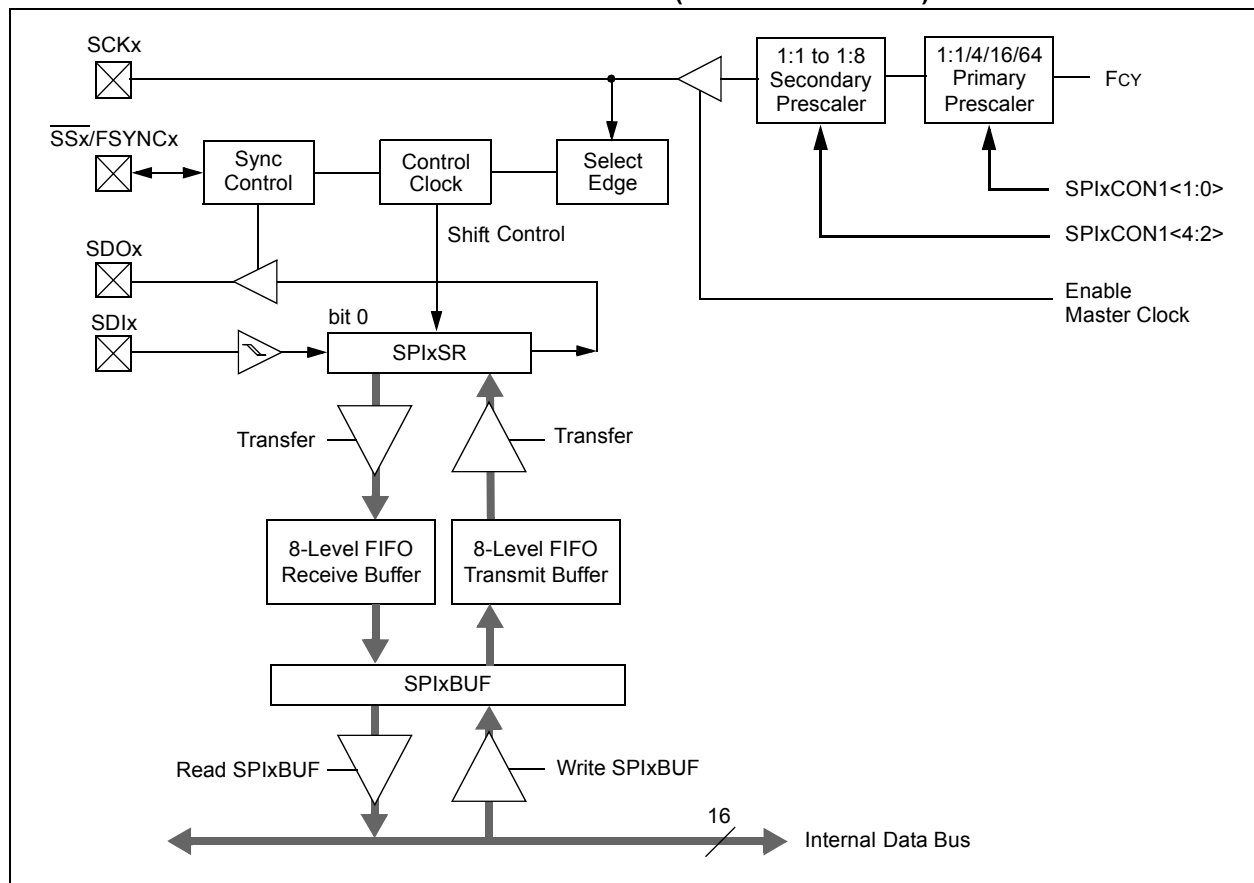 SCKx
SSx/FSYNCx
SDOx
SDIx
Sync
Control
Control
Clock
Select
Edge
1:1 to 1:8
Secondary
Prescaler
1:1/4/16/64
Primary
Prescaler
FCY
SPIxCON1<1:0>
SPIxCON1<4:2>
Enable
Master Clock
Shift Control
bit 0
SPIxSR
Transfer
Transfer
8-Level FIFO
Receive Buffer
8-Level FIFO
Transmit Buffer
SPIxBUF
Read SPIxBUF
Write SPIxBUF
16
Internal Data Bus